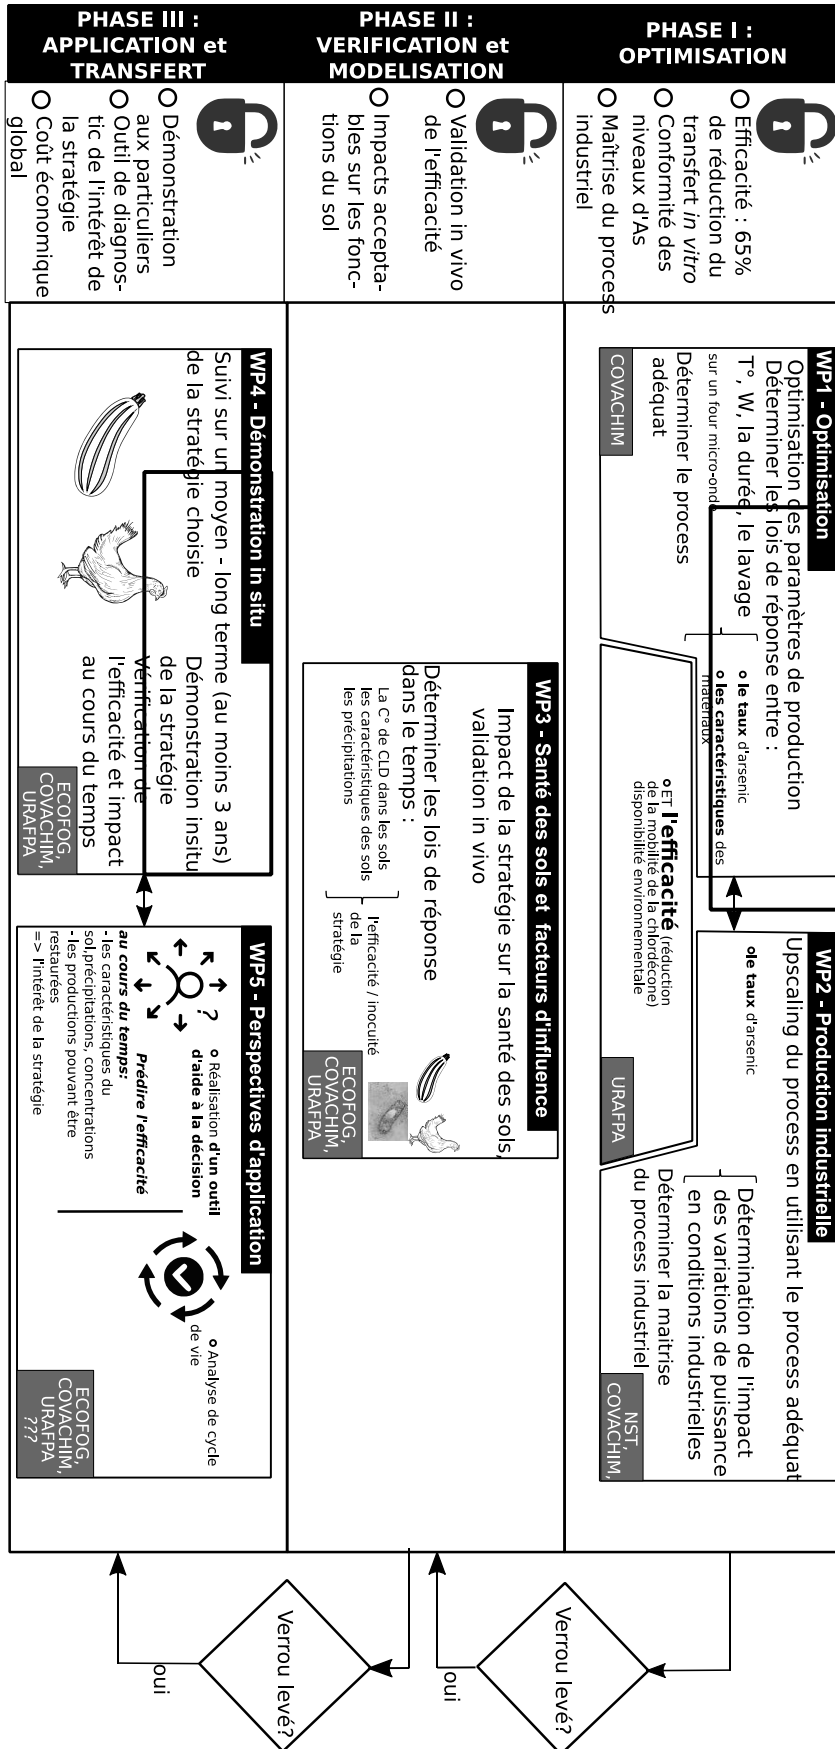 PHASE I :
OPTIMISATION
Efficacité : 65%
de réduction du
transfert in vitro
Conformité des
niveaux d'As
Maîtrise du process
industriel
WP1 - Optimisation
Optimisation des paramètres de production
Déterminer les lois de réponse entre :
T°, W, la durée, le lavage
sur un four micro-onde
o le taux d'arsenic
o les caractéristiques des
matériaux
Déterminer le process
adéquat
COVACHIM
o ET l'efficacité (réduction
de la mobilité de la chlordécone)
disponibilité environnementale
URAFPA
WP2 - Production industrielle
Upscaling du process en utilisant le process adéquat
ole taux d'arsenic
Détermination de l'impact
des variations de puissance
en conditions industrielles
Déterminer la maitrise
du process industriel
NST,
COVACHIM,
Verrou levé?
oui
PHASE II :
VERIFICATION et
MODELISATION
Validation in vivo
de l'efficacité
Impacts accepta-
bles sur les fonc-
tions du sol
WP3 - Santé des sols et facteurs d'influence
Impact de la stratégie sur la santé des sols,
validation in vivo
Déterminer les lois de réponse
dans le temps :
La C° de CLD dans les sols
les caractéristiques des sols
les précipitations
l'efficacité / inocuité
de la
stratégie
ECOFOG,
COVACHIM,
URAFPA
Verrou levé?
oui
PHASE III :
APPLICATION et
TRANSFERT
Démonstration
aux particuliers
Outil de diagnos-
tic de l'intérêt de
la stratégie
Coût économique
global
WP4 - Démonstration in situ
Suivi sur un moyen - long terme (au moins 3 ans)
de la stratégie choisie
Démonstration insitu
de la stratégie
Vérification de
l'efficacité et impact
au cours du temps
ECOFOG,
COVACHIM,
URAFPA
WP5 - Perspectives d'application
?
o Réalisation d'un outil
d'aide à la décision
Prédire l'efficacité
au cours du temps:
- les caractéristiques du
sol,précipitations, concentrations
- les productions pouvant être
restaurées
=> l'intérêt de la stratégie
o Analyse de cycle
de vie
ECOFOG,
COVACHIM,
URAFPA
???